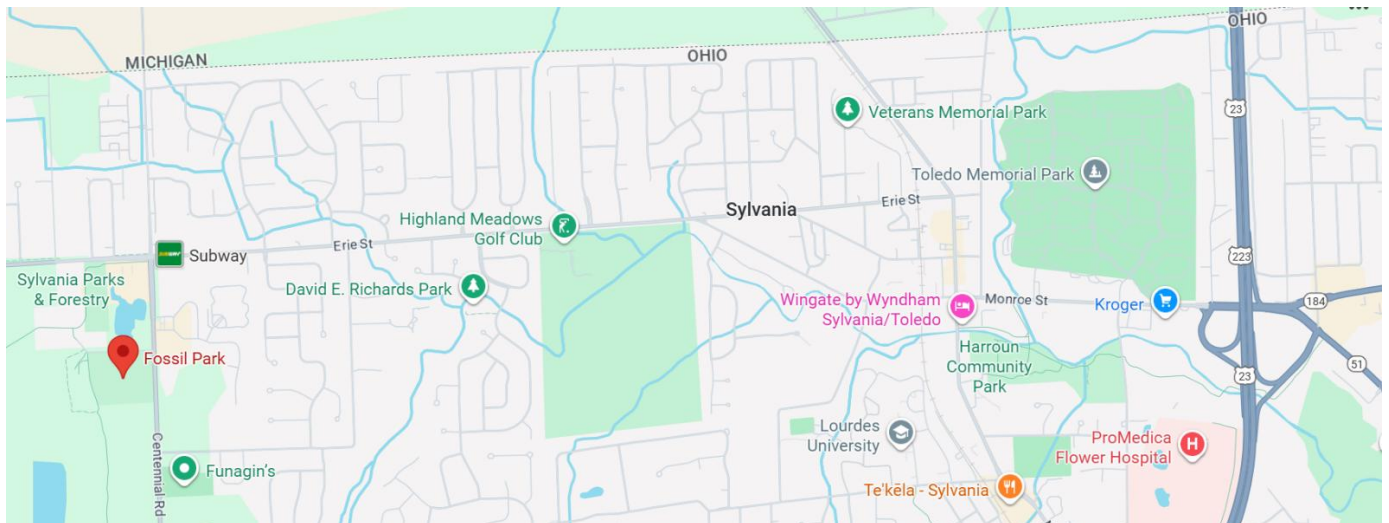 MICHIGAN
OHIO
OHIO
23
Veterans Memorial Park
Toledo Memorial Park
Sylvania
Erie St
Highland Meadows
Golf Club
Erie St
SUBWAY
Subway
223
Sylvania Parks
& Forestry
David E. Richards Park
Wingate by Wyndham
Sylvania/Toledo
Monroe St
Kroger
184
Fossil Park
Harroun
Community
Park
51
23
Centennial Rd
Lourdes
University
ProMedica
Flower Hospital
H
Funagin's
Te'kēla - Sylvania